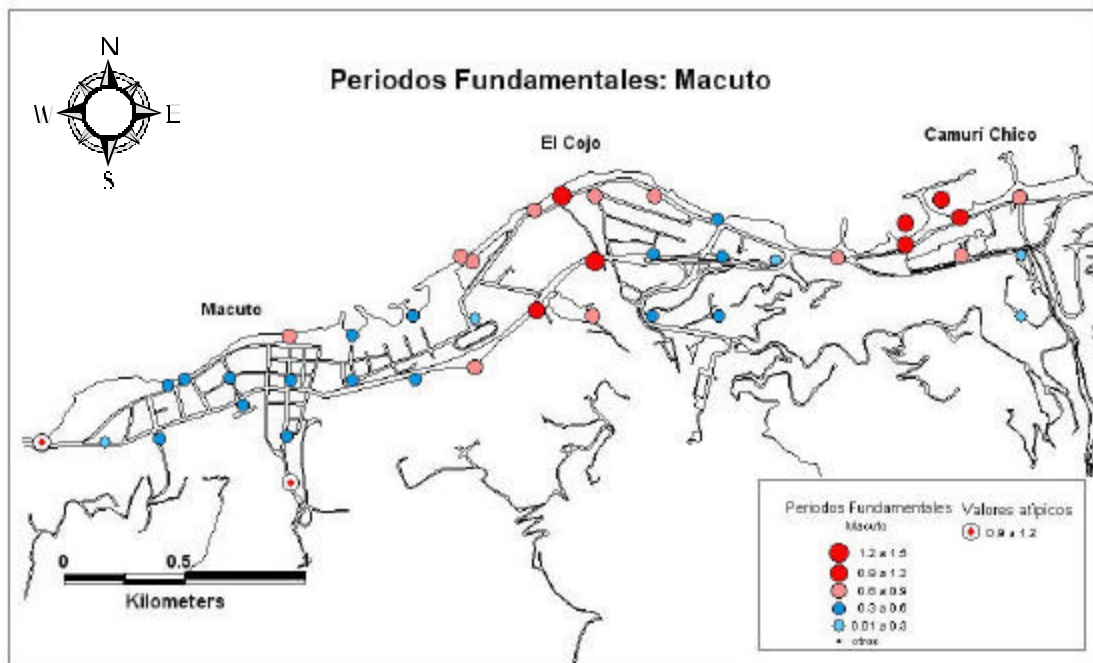 N
W E
S
Periodos Fundamentales: Macuto
El Cojo
Camurí Chico
Macuto
0 0.5 1
Kilometers
Periodos Fundamentales
Macuto
1.2 a 1.5
0.9 a 1.2
0.6 a 0.9
0.3 a 0.6
0.01 a 0.3
otros
Valores atípicos
0.9 a 1.2